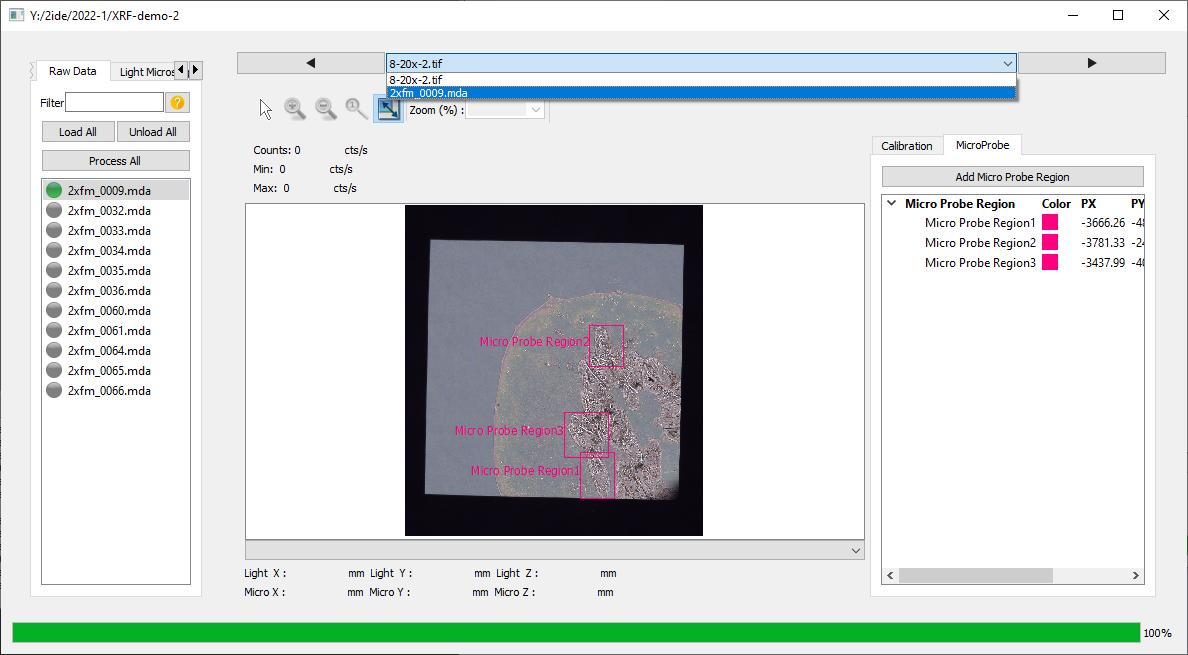 Y:/2ide/2022-1/XRF-demo-2
Raw Data
Light Micros
Filter
?
Load All
Unload All
Process All
2xfm_0009.mda
2xfm_0032.mda
2xfm_0033.mda
2xfm_0034.mda
2xfm_0035.mda
2xfm_0036.mda
2xfm_0060.mda
2xfm_0061.mda
2xfm_0064.mda
2xfm_0065.mda
2xfm_0066.mda
8-20x-2.tif
8-20x-2.tif
2xfm_0009.mda
1
Zoom (%) :
Counts: 0 cts/s
Min: 0 cts/s
Max: 0 cts/s
Micro Probe Region2
Micro Probe Region3
Micro Probe Region1
Light X : mm Light Y : mm Light Z : mm
Micro X : mm Micro Y : mm Micro Z : mm
Calibration
MicroProbe
Add Micro Probe Region
Micro Probe Region Color PX PY
Micro Probe Region1 -3666.26 -48
Micro Probe Region2 -3781.33 -24
Micro Probe Region3 -3437.99 -40
100%